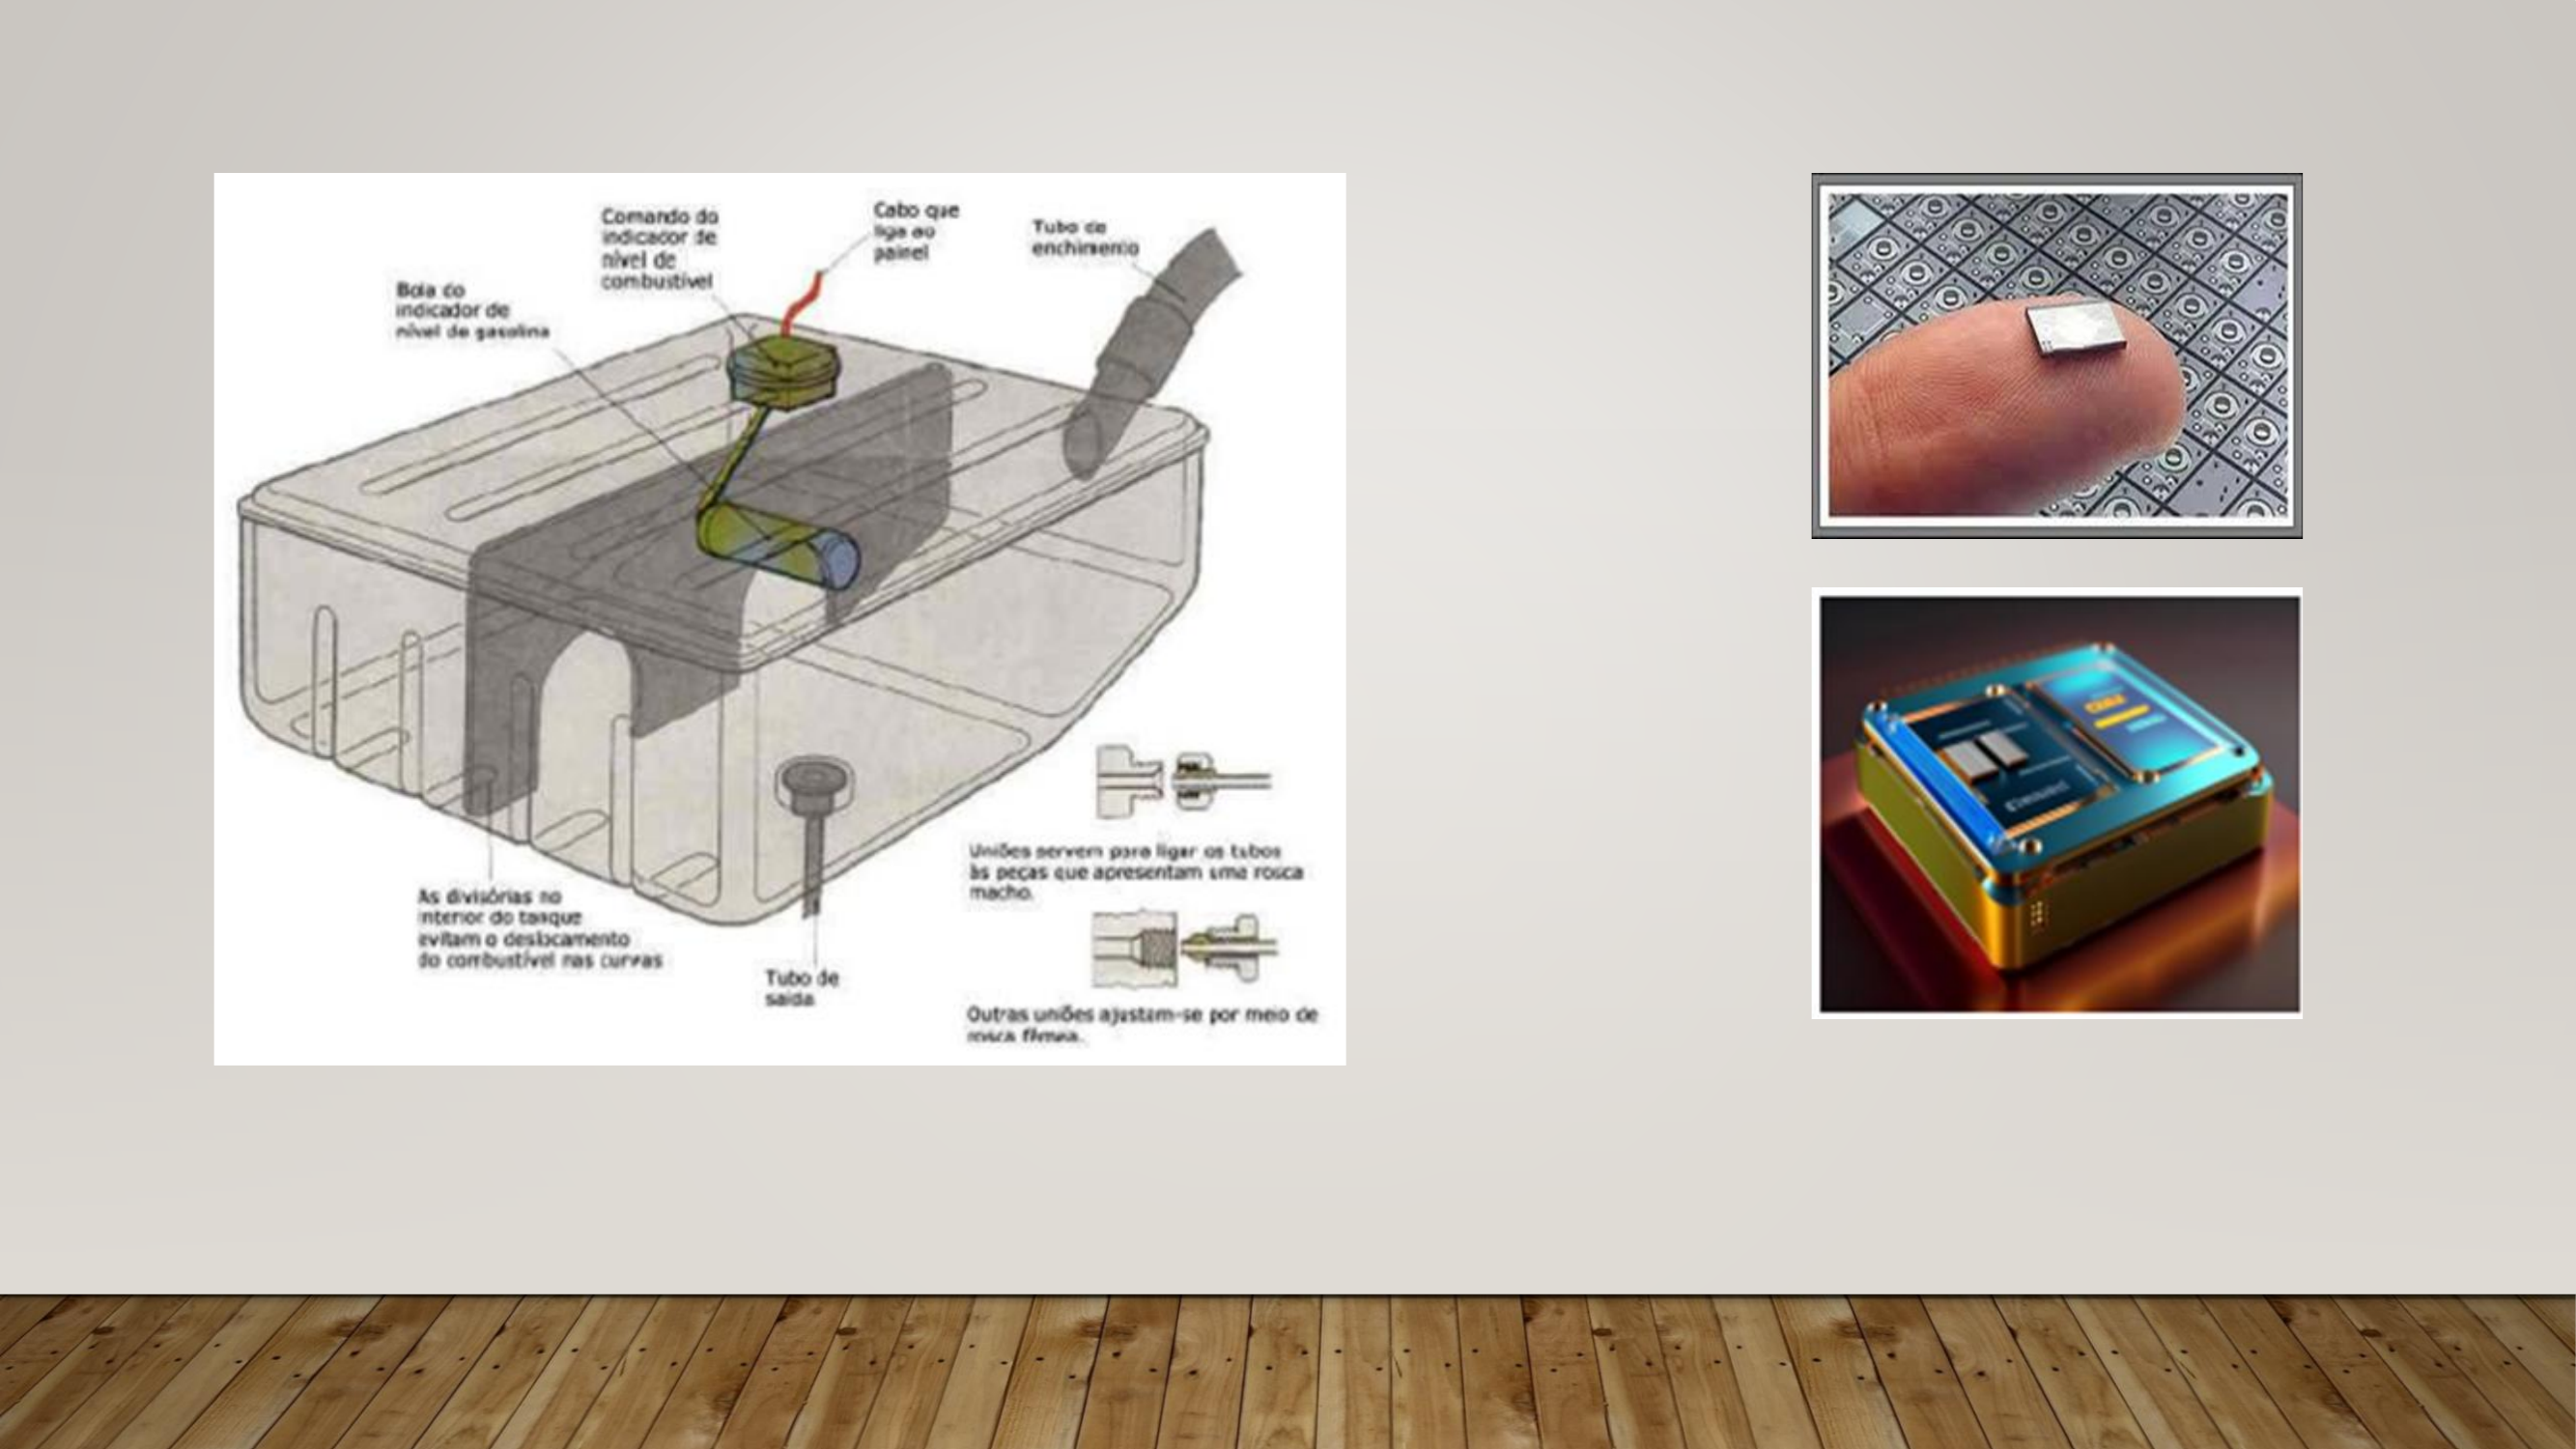 Comando do
indicador de
nível de
combustível
Cabo que
liga ao
painel
Tubo de
enchimento
Bola do
indicador de
nível de gasolina
Uniões servem para ligar os tubos
às peças que apresentam uma rosca
macho.
As divisórias no
interior do tanque
evitam o deslocamento
do combustível nas curvas
Tubo de
saída
Outras uniões ajustam-se por meio de
rosca fêmea.